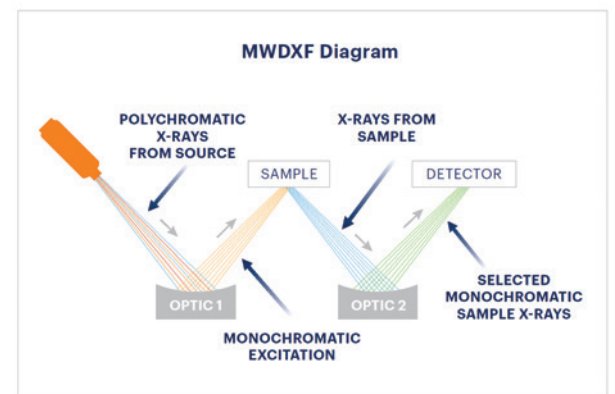 MWDXF Diagram
POLYCHROMATIC
X-RAYS
FROM SOURCE
X-RAYS FROM
SAMPLE
SAMPLE
DETECTOR
OPTIC 1
OPTIC 2
MONOCHROMATIC
EXCITATION
SELECTED
MONOCHROMATIC
SAMPLE X-RAYS